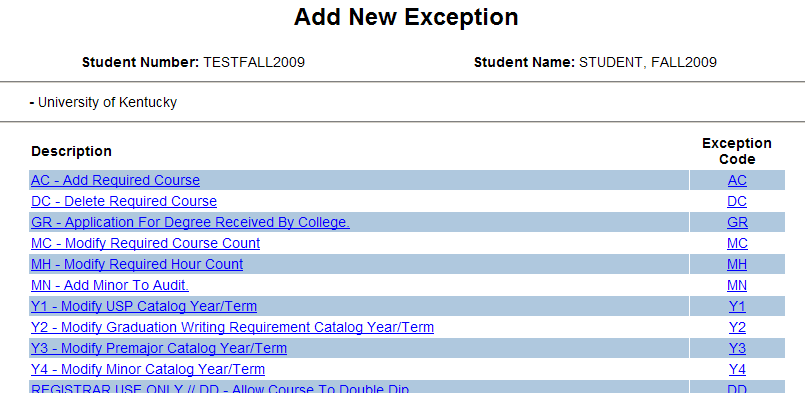 Add New Exception
Student Number: TESTFALL2009 Student Name: STUDENT, FALL2009
- University of Kentucky
Description Exception Code
AC - Add Required Course AC
DC - Delete Required Course DC
GR - Application For Degree Received By College. GR
MC - Modify Required Course Count MC
MH - Modify Required Hour Count MH
MN - Add Minor To Audit. MN
Y1 - Modify USP Catalog Year/Term Y1
Y2 - Modify Graduation Writing Requirement Catalog Year/Term Y2
Y3 - Modify Premajor Catalog Year/Term Y3
Y4 - Modify Minor Catalog Year/Term Y4
REGISTRAR USE ONLY // DD - Allow Course To Double Dip DD